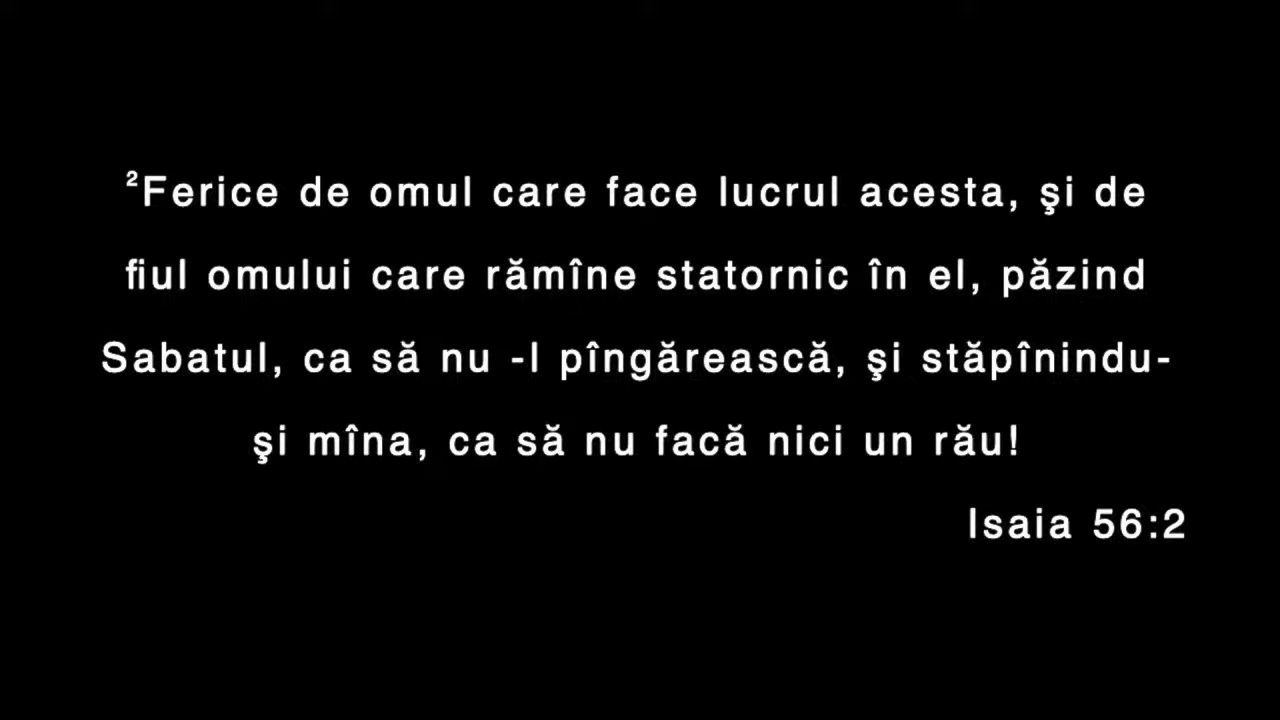 ²Ferice de omul care face lucrul acesta, şi de
fiul omului care rămîne statornic în el, păzind
Sabatul, ca să nu -l pîngărească, şi stăpînindu-
şi mîna, ca să nu facă nici un rău!
Isaia 56:2